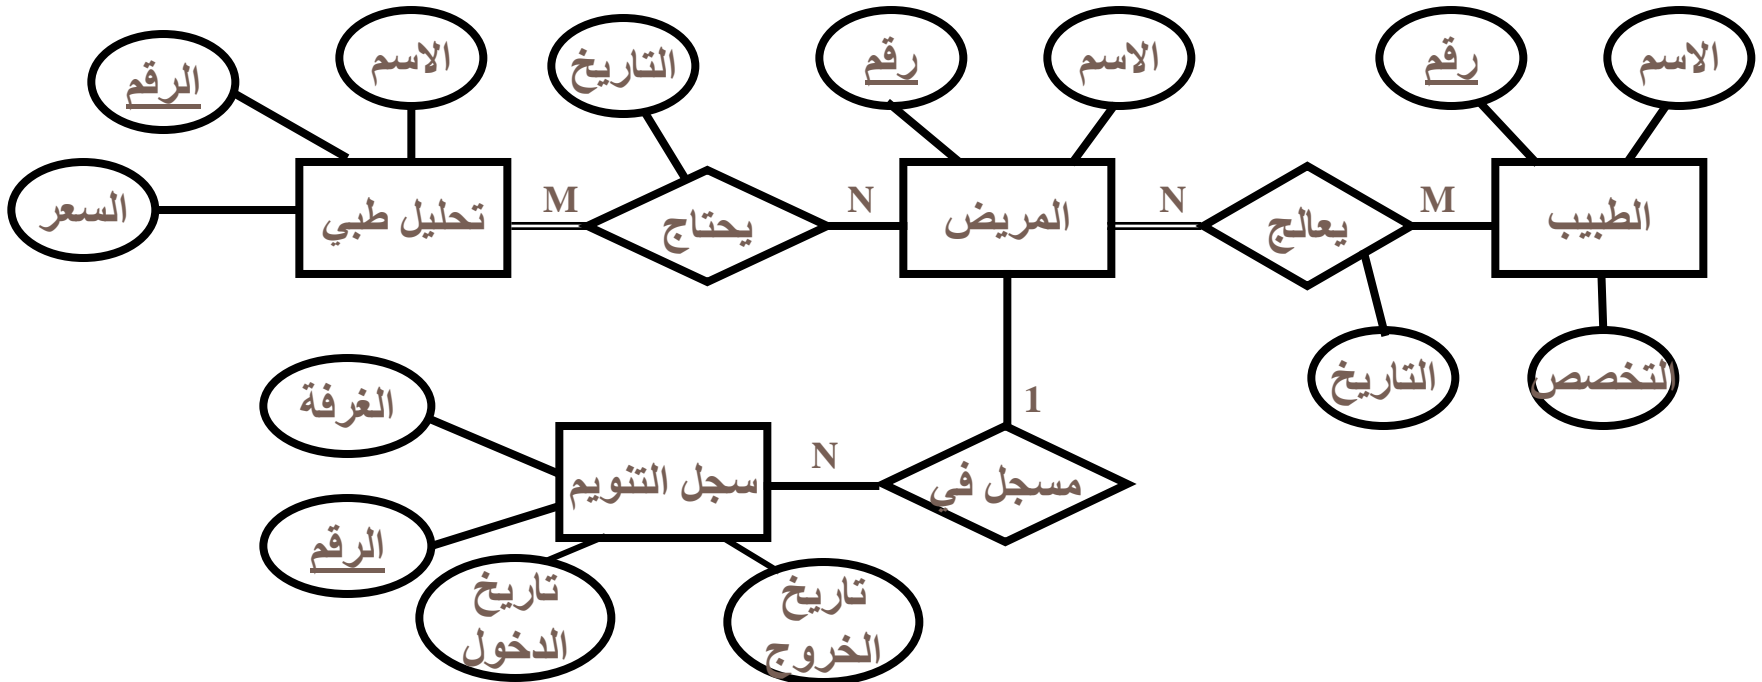 الاسم
رقم
الاسم
رقم
التاريخ
الاسم
الرقم
السعر
الطبيب
M
يعالج
N
المريض
N
يحتاج
M
تحليل طبي
التخصص
التاريخ
1
مسجل في
N
سجل التنويم
الغرفة
الرقم
تاريخ
الخروج
تاريخ
الدخول